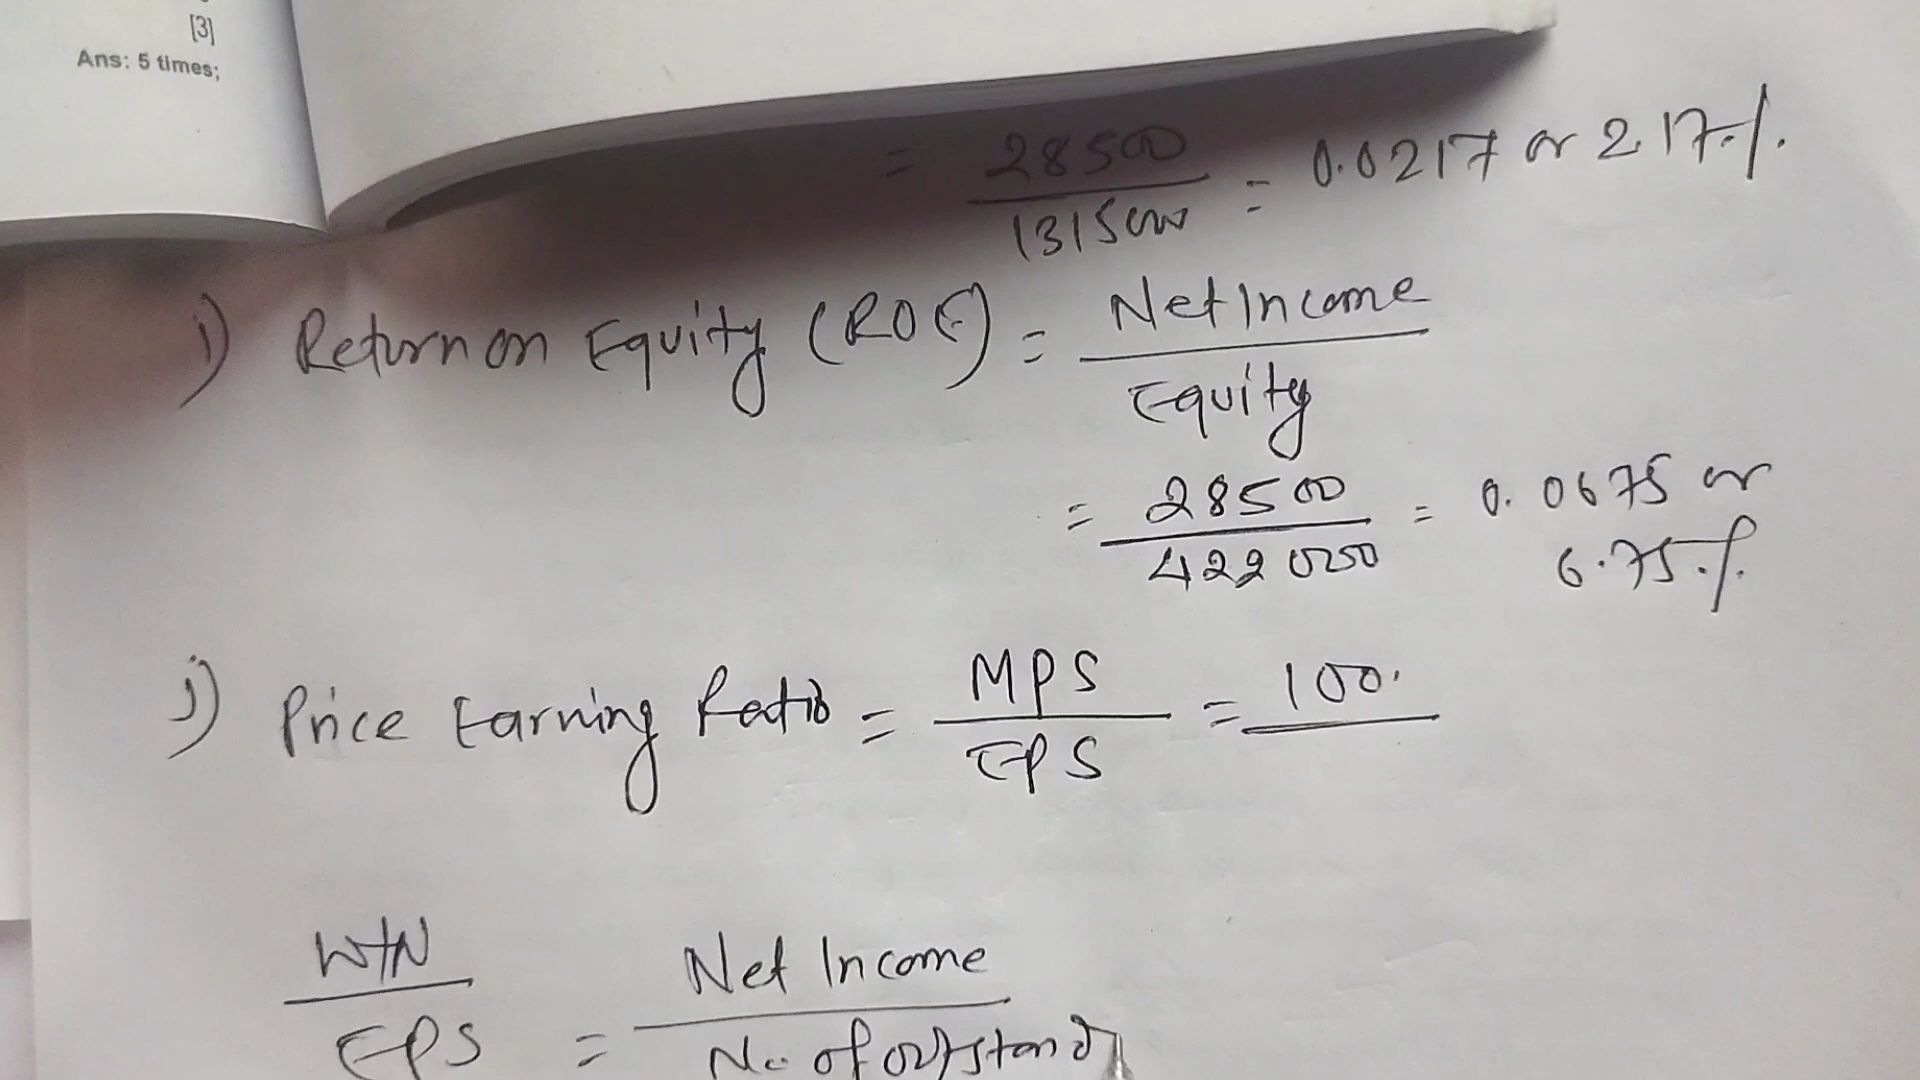 [3]
Ans: 5 times;
= 28500 / 1315000 = 0.0217 or 2.17%.
i) Return on Equity (ROE) = Net Income / Equity
= 28500 / 422000 = 0.0675 or
6.75%.
j) Price Earning Ratio = MPS / EPS = 100.
WN
EPS = Net Income / No. of outstand